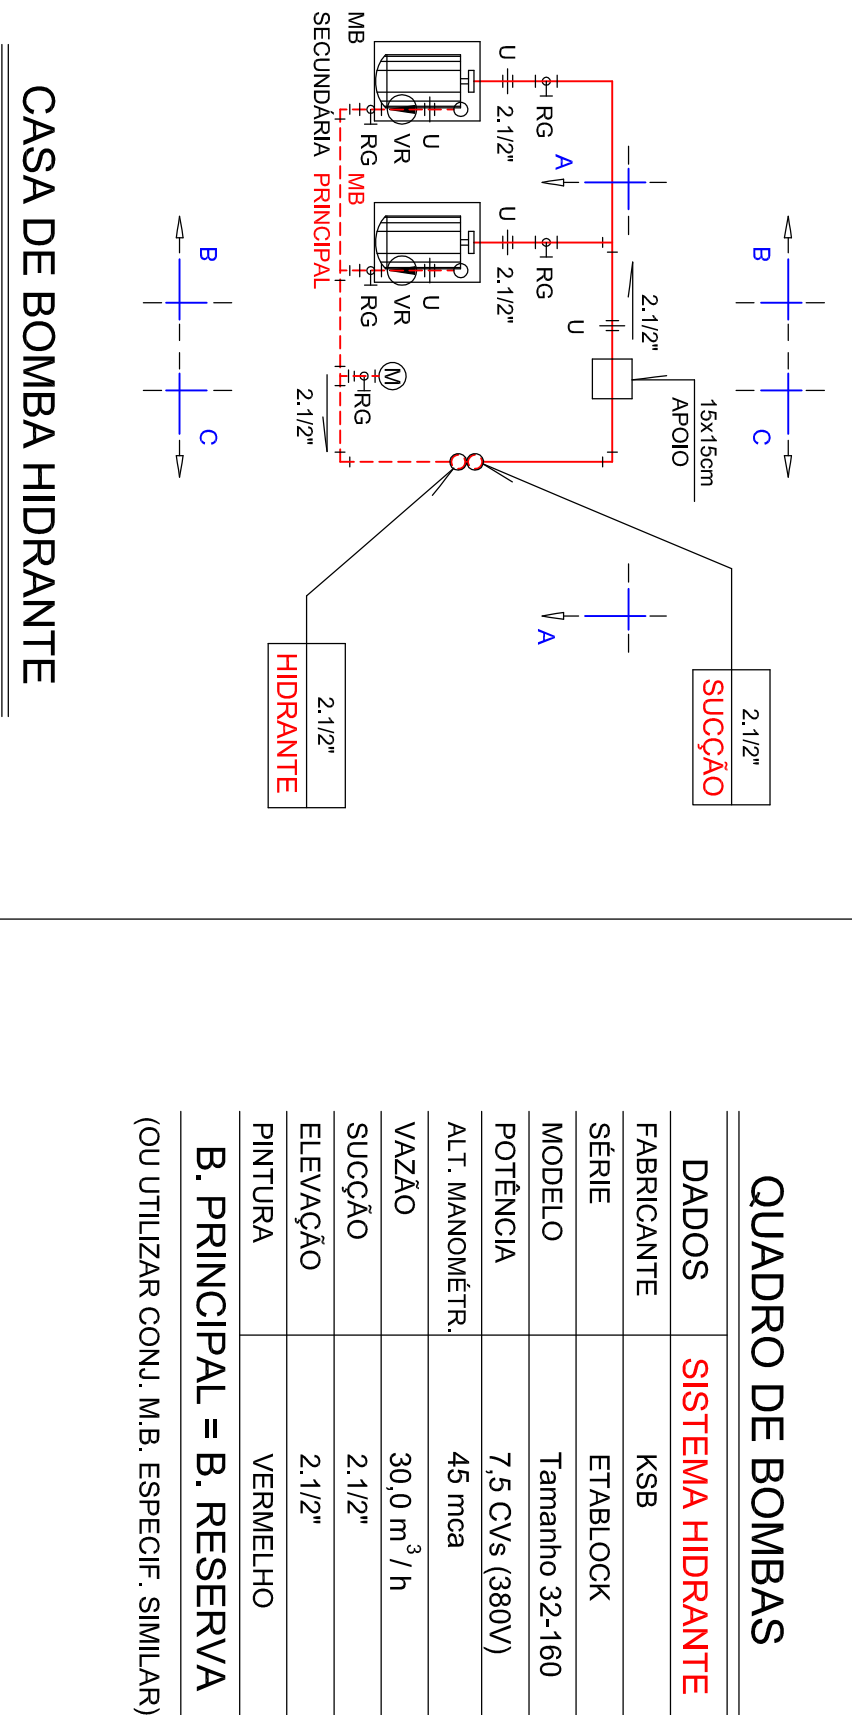 B
C
B
C
2.1/2"
SUCÇÃO
15x15cm
APOIO
2.1/2"
U
A
A
RG
RG
U
2.1/2"
U
2.1/2"
U
VR
RG
U
VR
RG
M
RG
2.1/2"
MB
SECUNDÁRIA
MB
PRINCIPAL
2.1/2"
HIDRANTE
CASA DE BOMBA HIDRANTE
QUADRO DE BOMBAS
DADOS SISTEMA HIDRANTE
FABRICANTE KSB
SÉRIE ETABLOCK
MODELO Tamanho 32-160
POTÊNCIA 7,5 CVs (380V)
ALT. MANOMÉTR. 45 mca
VAZÃO 30,0 m³/ h
SUCÇÃO 2.1/2"
ELEVAÇÃO 2.1/2"
PINTURA VERMELHO
B. PRINCIPAL = B. RESERVA
(OU UTILIZAR CONJ. M.B. ESPECIF. SIMILAR)